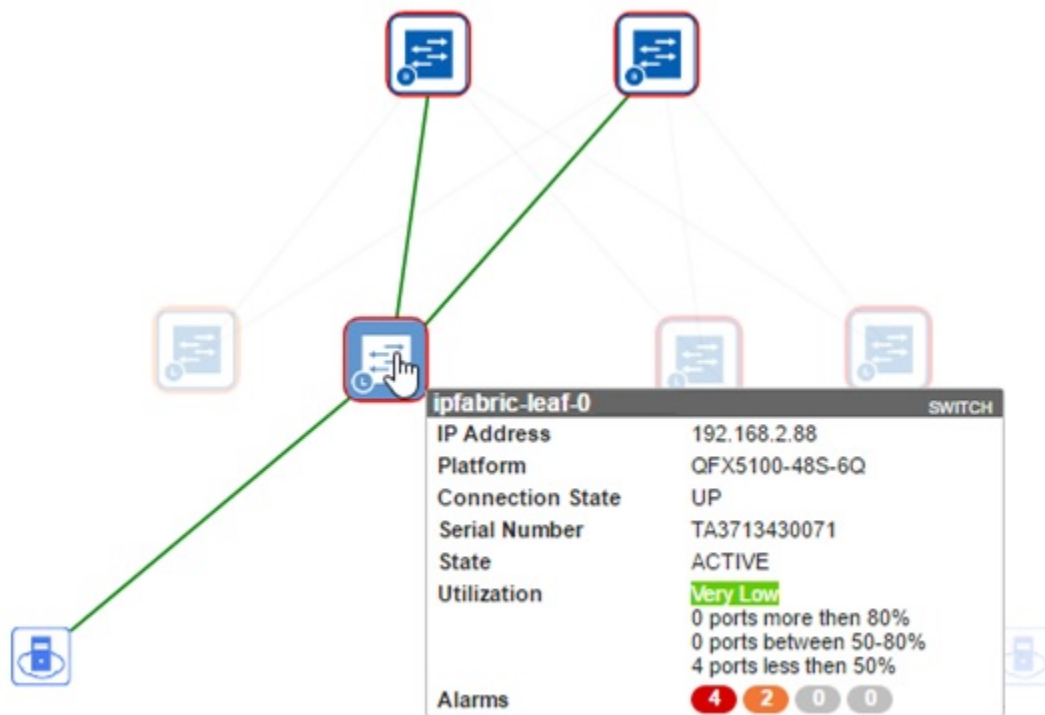 ipfabric-leaf-0 SWITCH
IP Address 192.168.2.88
Platform QFX5100-48S-6Q
Connection State UP
Serial Number TA3713430071
State ACTIVE
Utilization Very Low
0 ports more then 80%
0 ports between 50-80%
4 ports less then 50%
Alarms 4 2 0 0
L
L
L
L